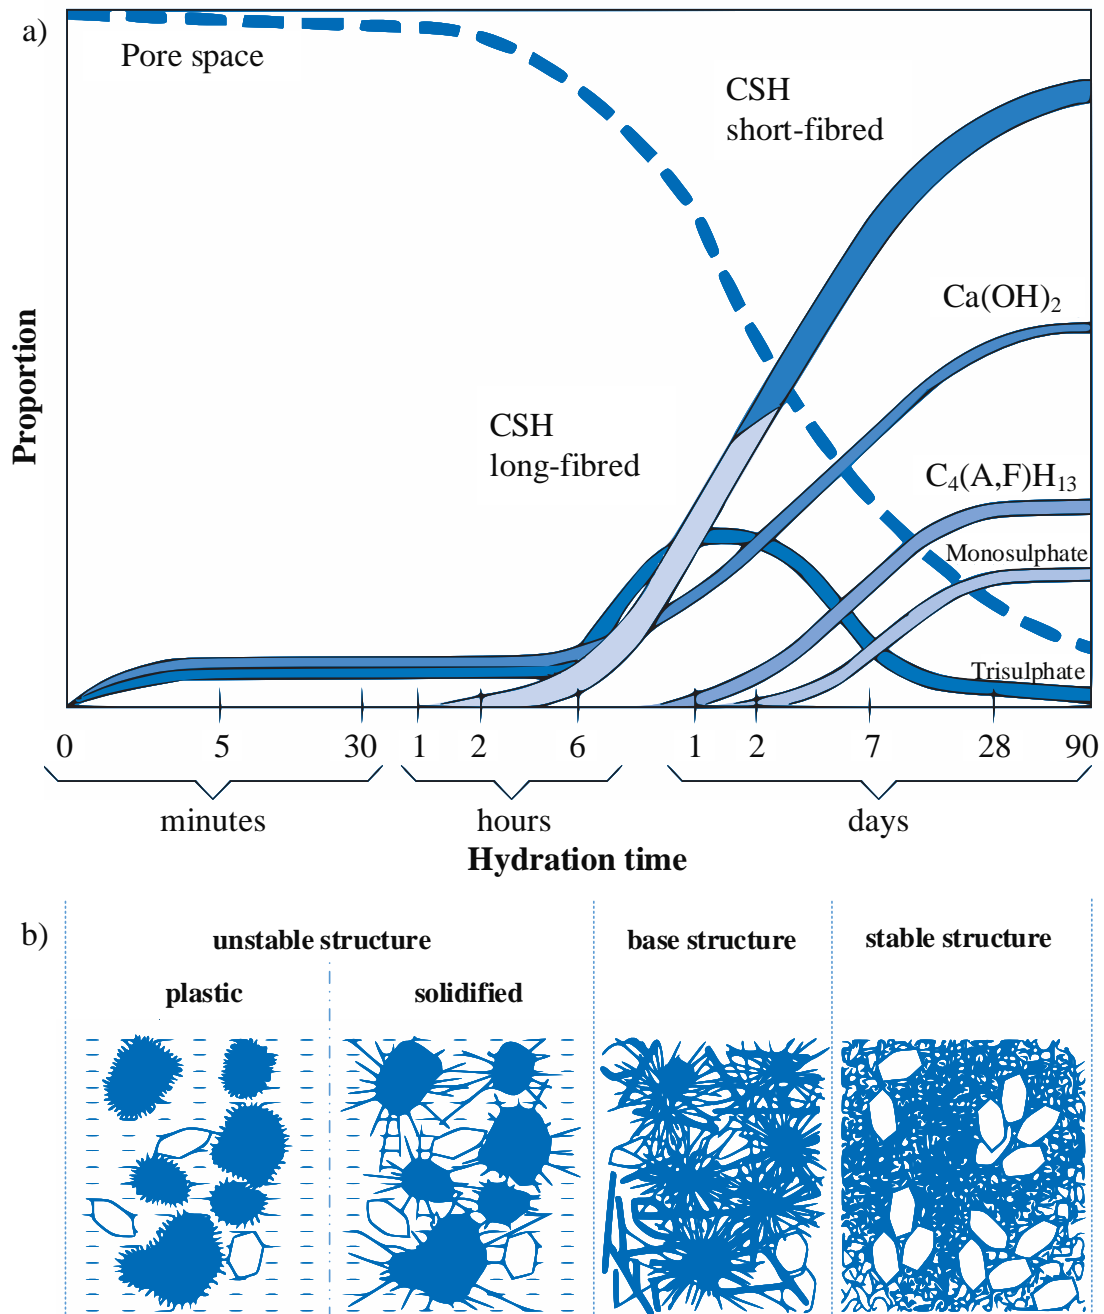 a)
Pore space
CSH
short-fibred
Ca(OH)₂
CSH
long-fibred
C₄(A,F)H₁₃
Monosulphate
Trisulphate
Proportion
0 5 30 1 2 6 1 2 7 28 90
minutes hours days
Hydration time
b)
unstable structure base structure stable structure
plastic solidified